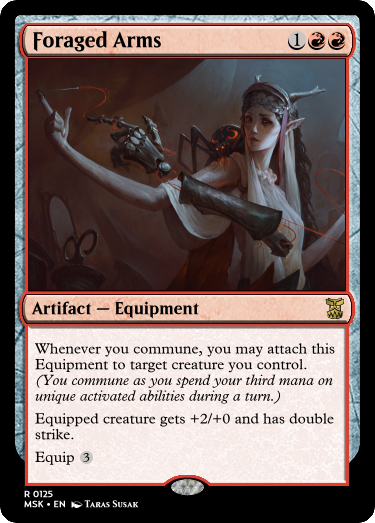 Foraged Arms 1
Artifact — Equipment
Whenever you commune, you may attach this
Equipment to target creature you control.
(You commune as you spend your third mana on
unique activated abilities during a turn.)
Equipped creature gets +2/+0 and has double
strike.
Equip 3
R 0125
MSK • EN Taras Susak